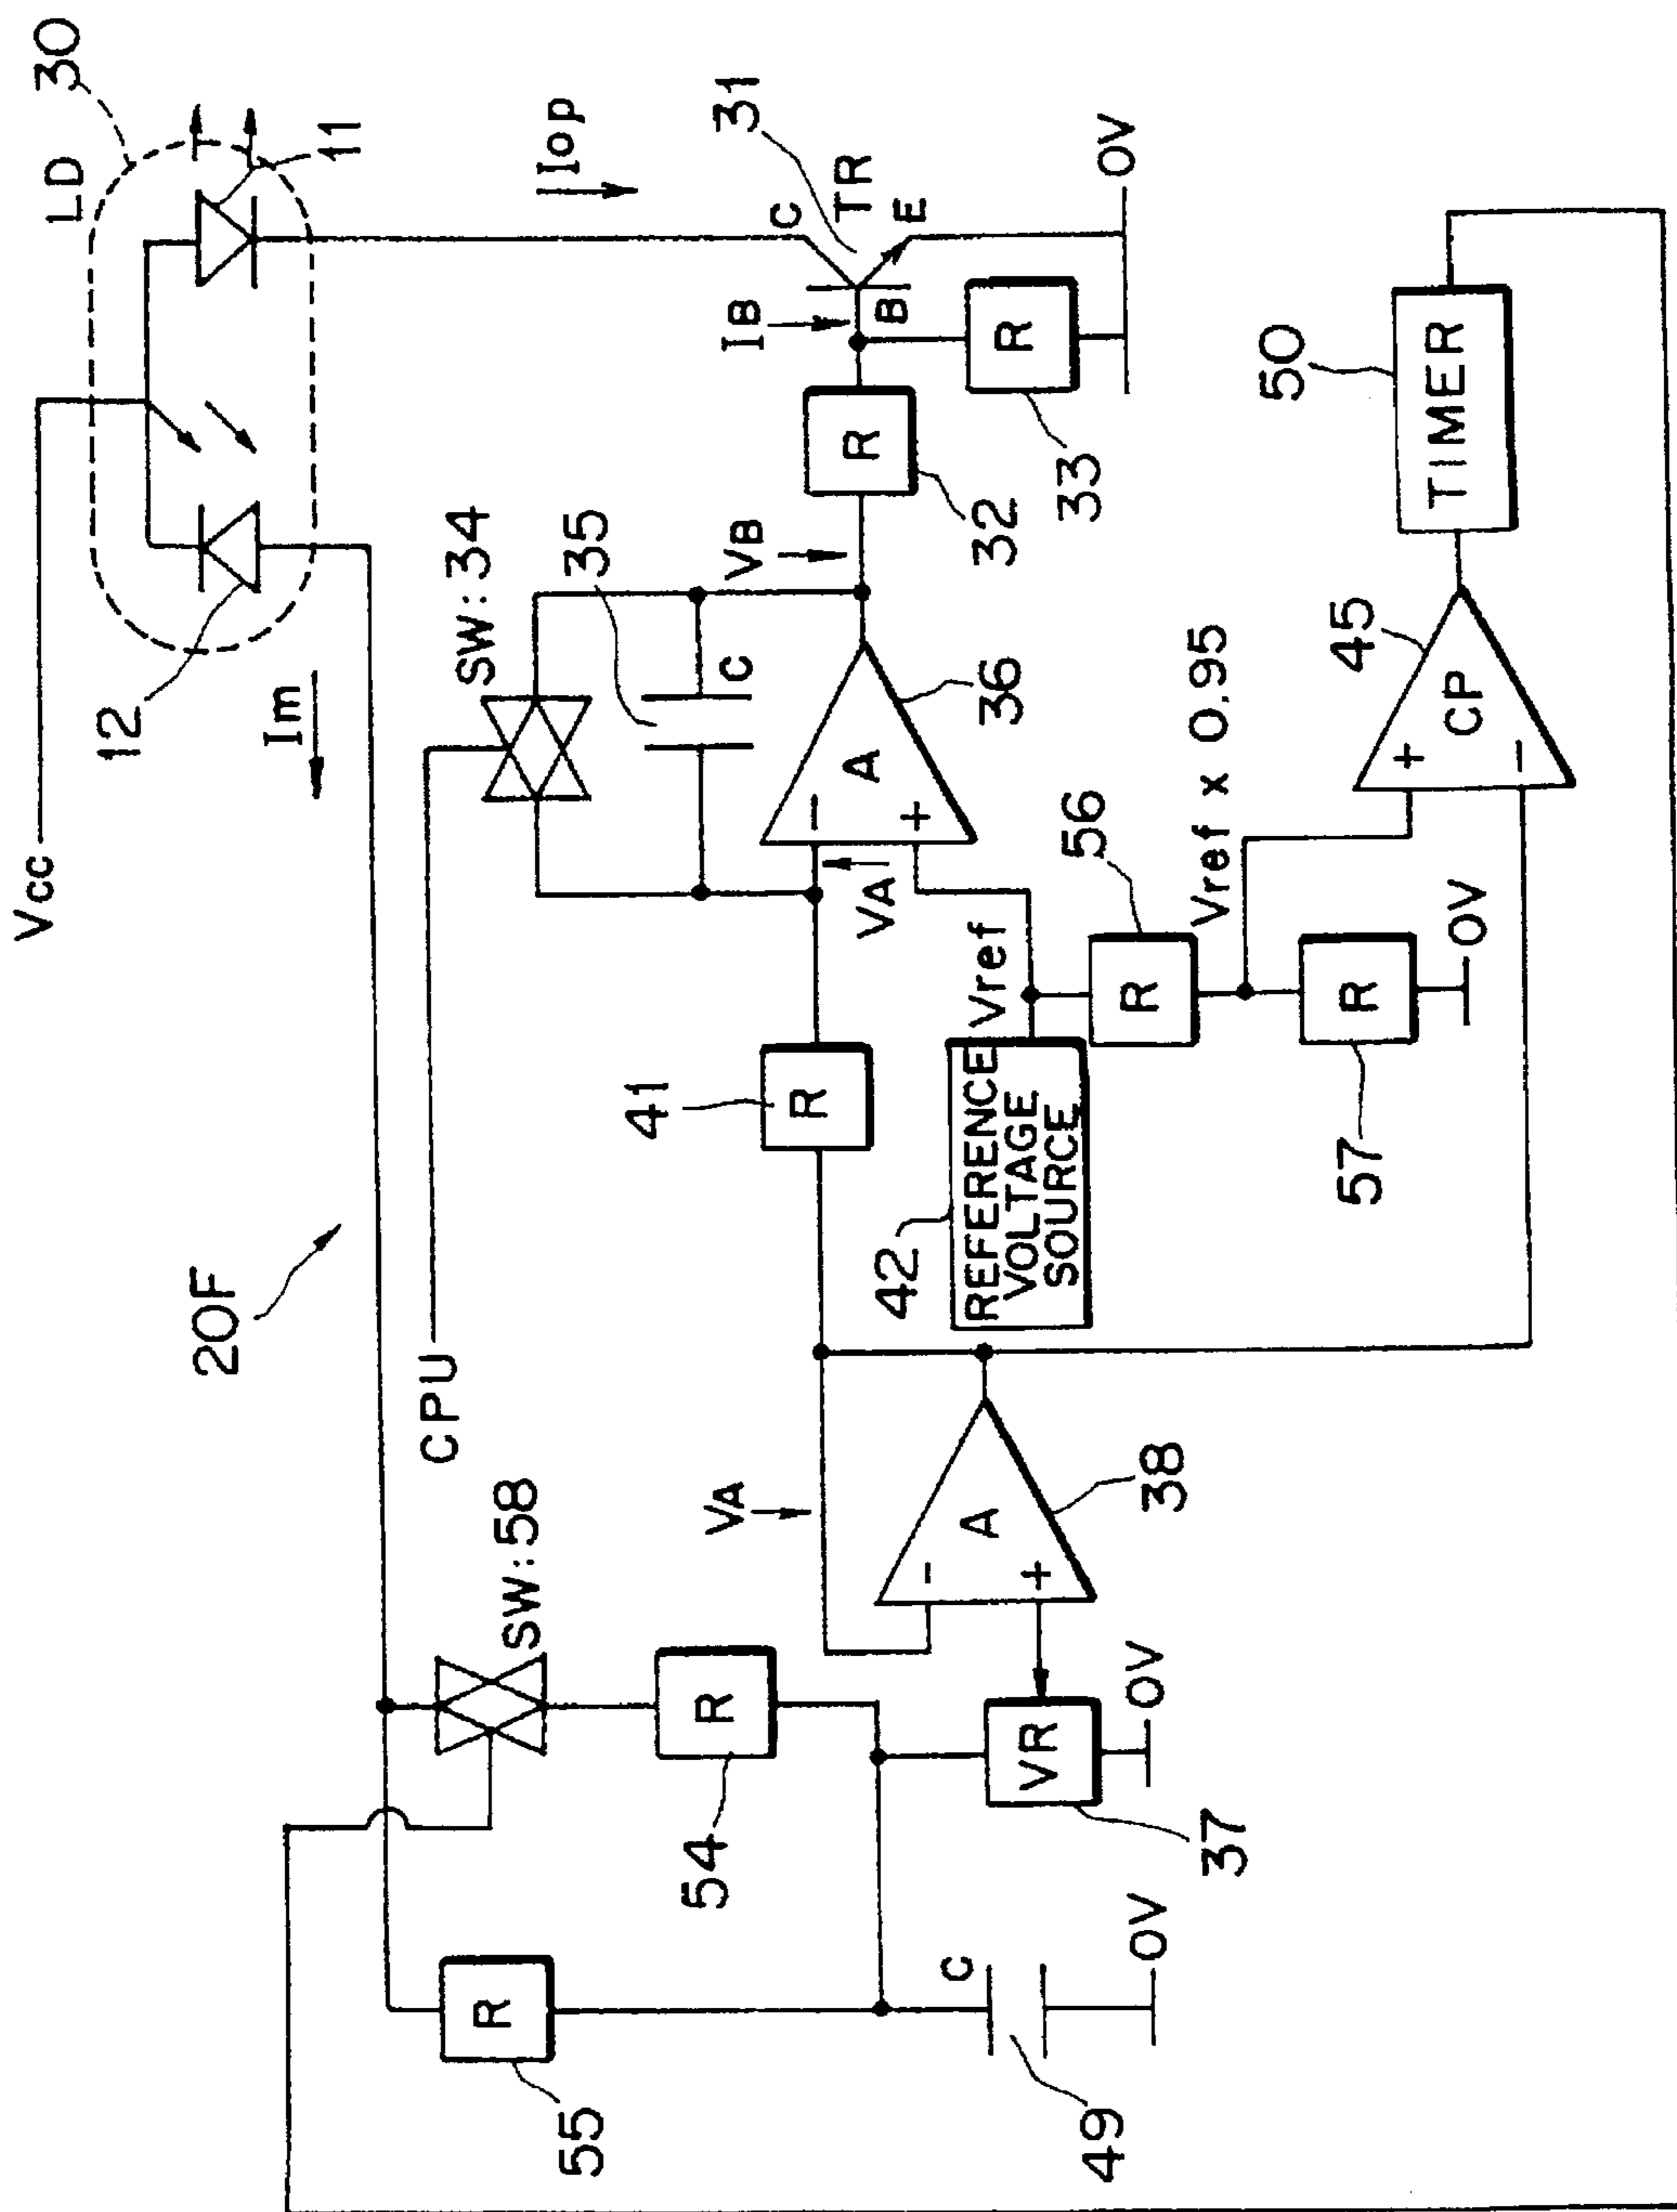 Vcc
LD
30
11
12
Im
Iop
20F
CPU
SW:34
35
C
SW:58
R
55
R
54
VA
R
41
VA
A
-
+
36
VB
R
32
IB
B
C
TR
E
31
R
33
0V
A
-
+
38
VR
37
0V
C
49
0V
42
REFERENCE
VOLTAGE
SOURCE
Vref
R
56
Vref x 0.95
R
57
0V
CP
+
-
45
TIMER
50